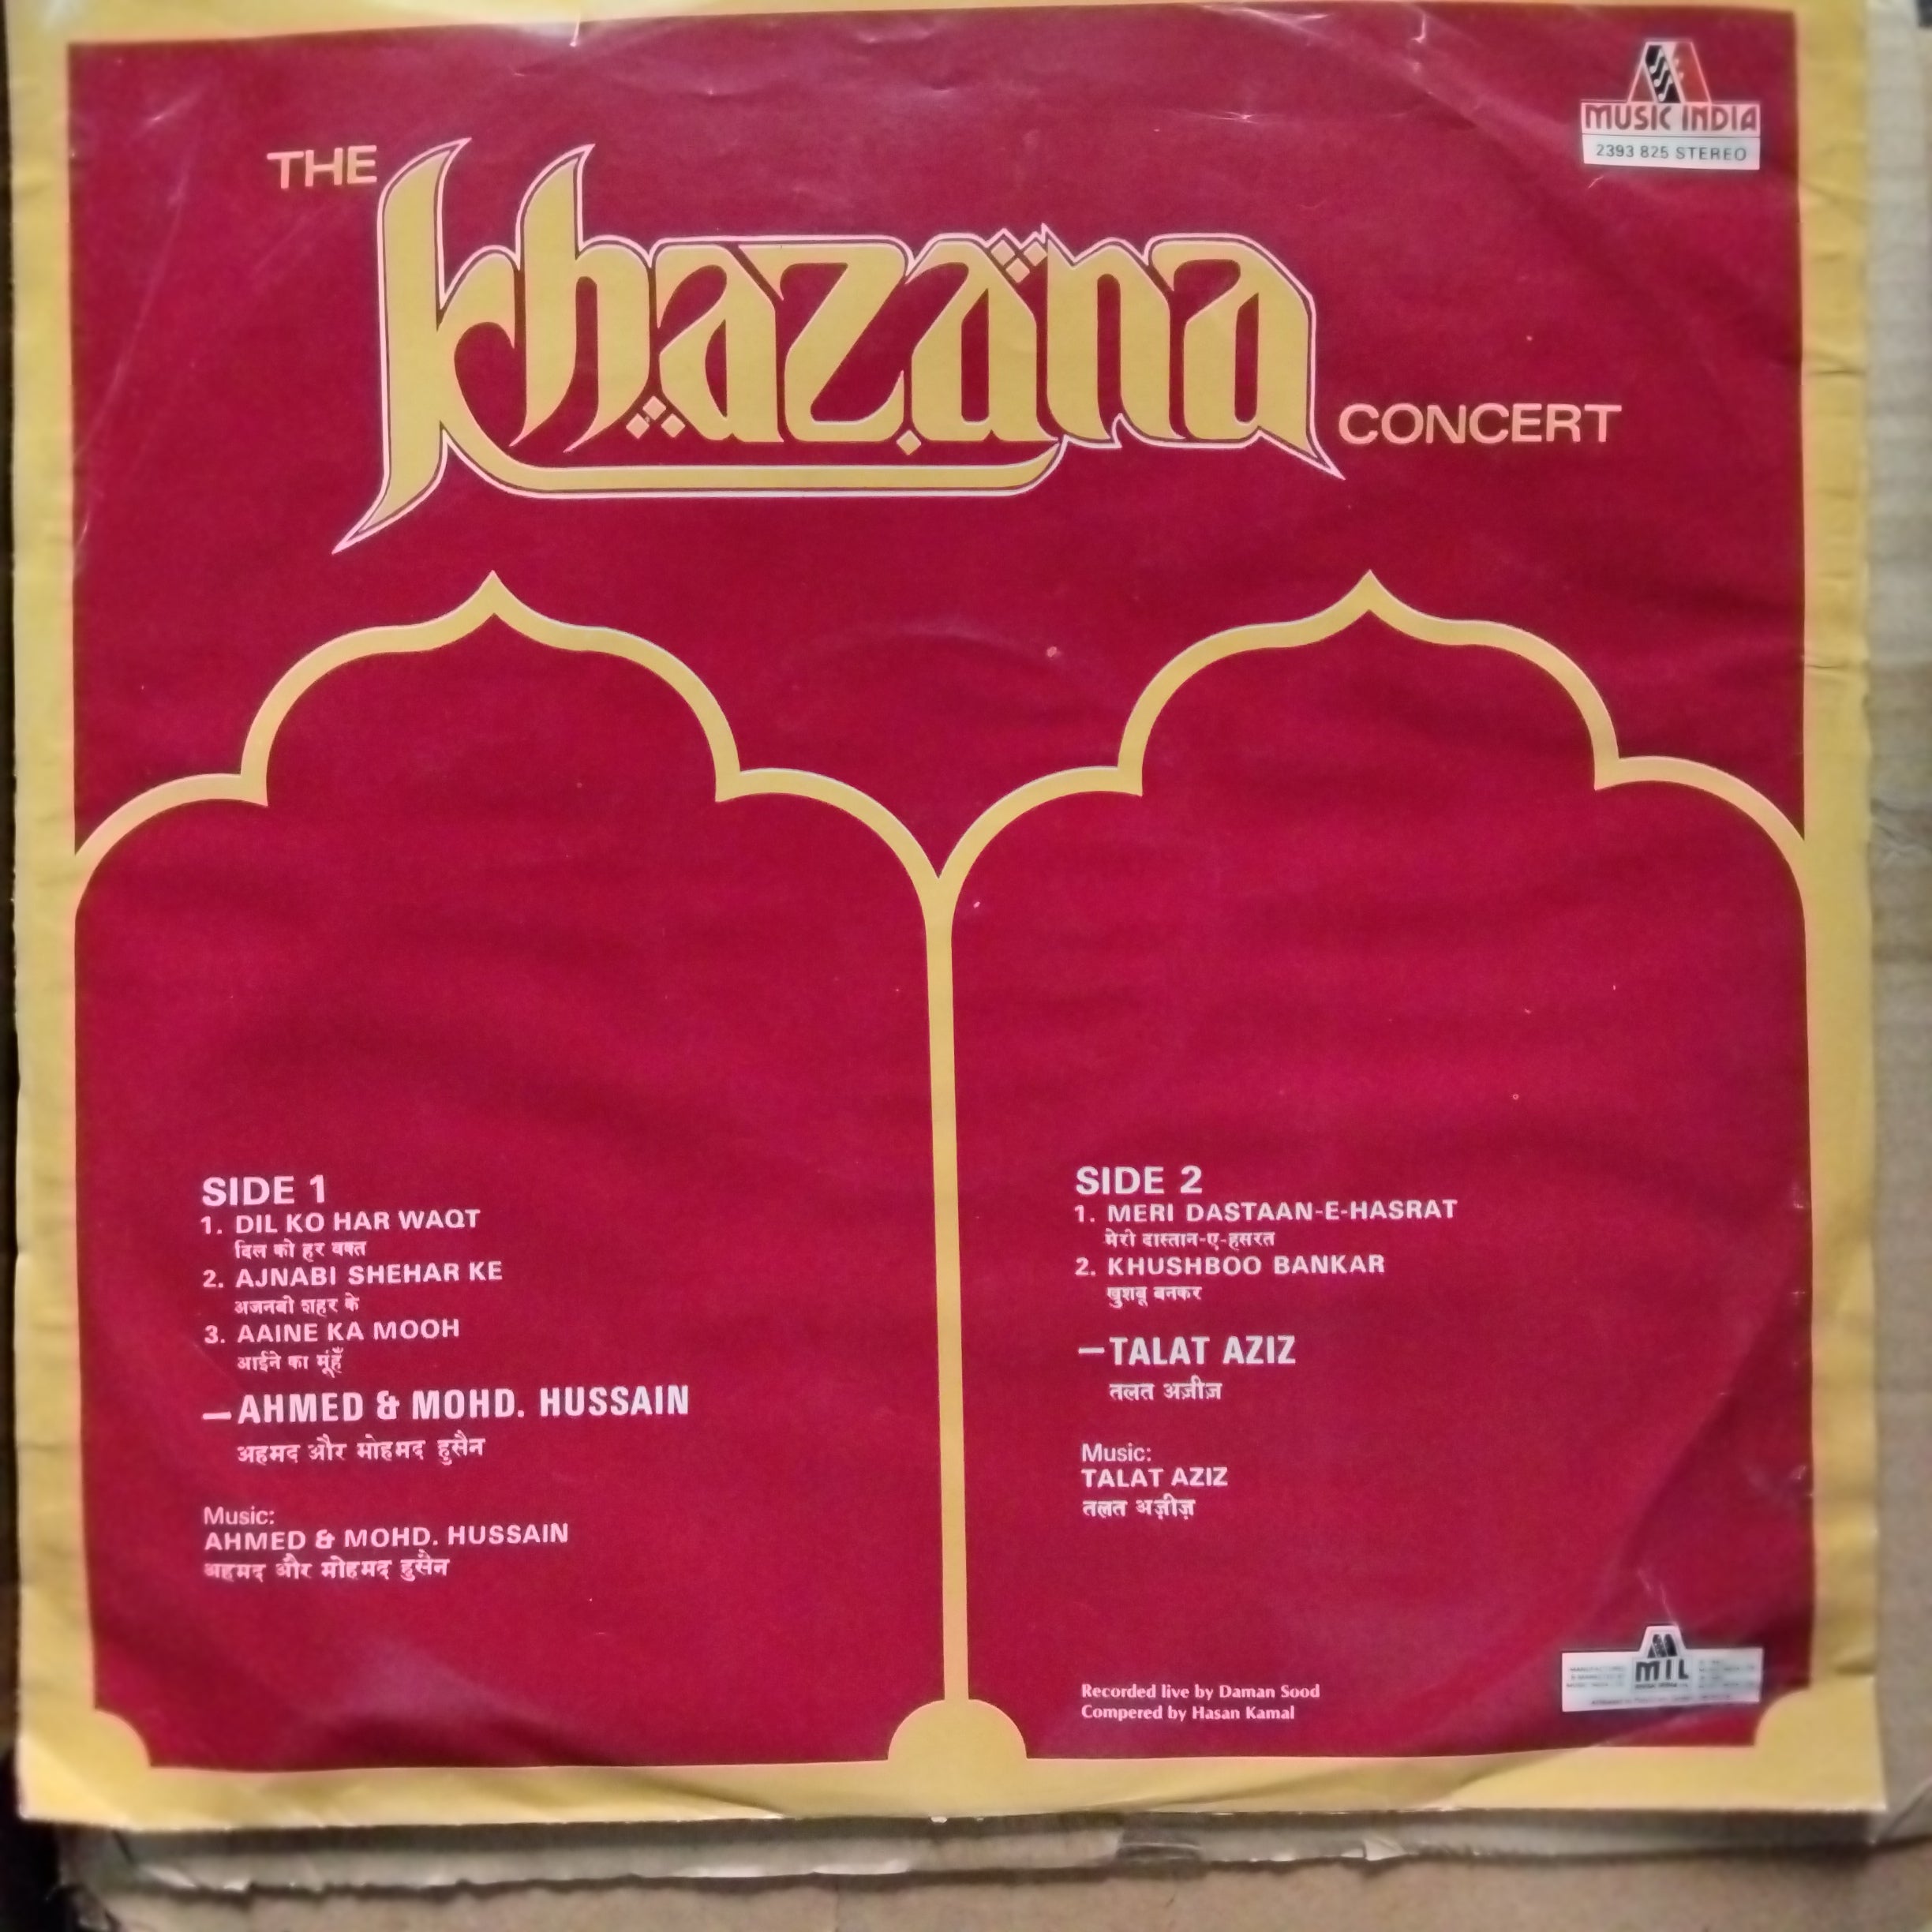 THE
khazana
CONCERT
MUSIC INDIA
2393 825 STEREO
SIDE 1
1. DIL KO HAR WAQT
दिल को हर वक्त
2. AJNABI SHEHAR KE
अजनबी शहर के
3. AAINE KA MOOH
आईने का मूंहँ
—AHMED & MOHD. HUSSAIN
अहमद और मोहमद हुसैन
Music:
AHMED & MOHD. HUSSAIN
अहमद और मोहमद हुसैन
SIDE 2
1. MERI DASTAAN-E-HASRAT
मेरी दास्तान-ए-हसरत
2. KHUSHBOO BANKAR
खुशबू बनकर
—TALAT AZIZ
तलत अज़ीज़
Music:
TALAT AZIZ
तलत अज़ीज़
Recorded live by Daman Sood
Compered by Hasan Kamal
MIL